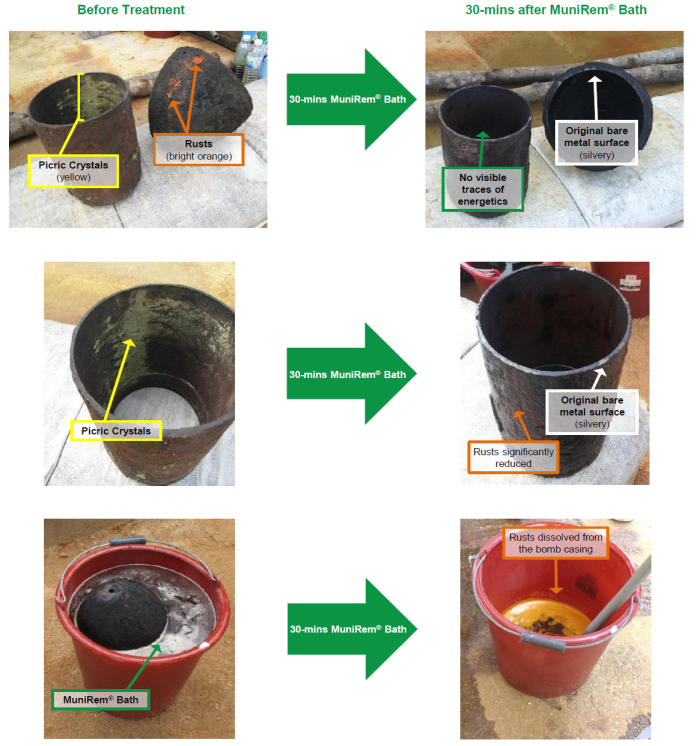 Before Treatment
30-mins after MuniRem® Bath
Picric Crystals
(yellow)
Rusts
(bright orange)
30-mins MuniRem® Bath
No visible
traces of
energetics
Original bare
metal surface
(silvery)
Picric Crystals
30-mins MuniRem® Bath
Rusts significantly
reduced
Original bare
metal surface
(silvery)
MuniRem® Bath
30-mins MuniRem® Bath
Rusts dissolved from
the bomb casing